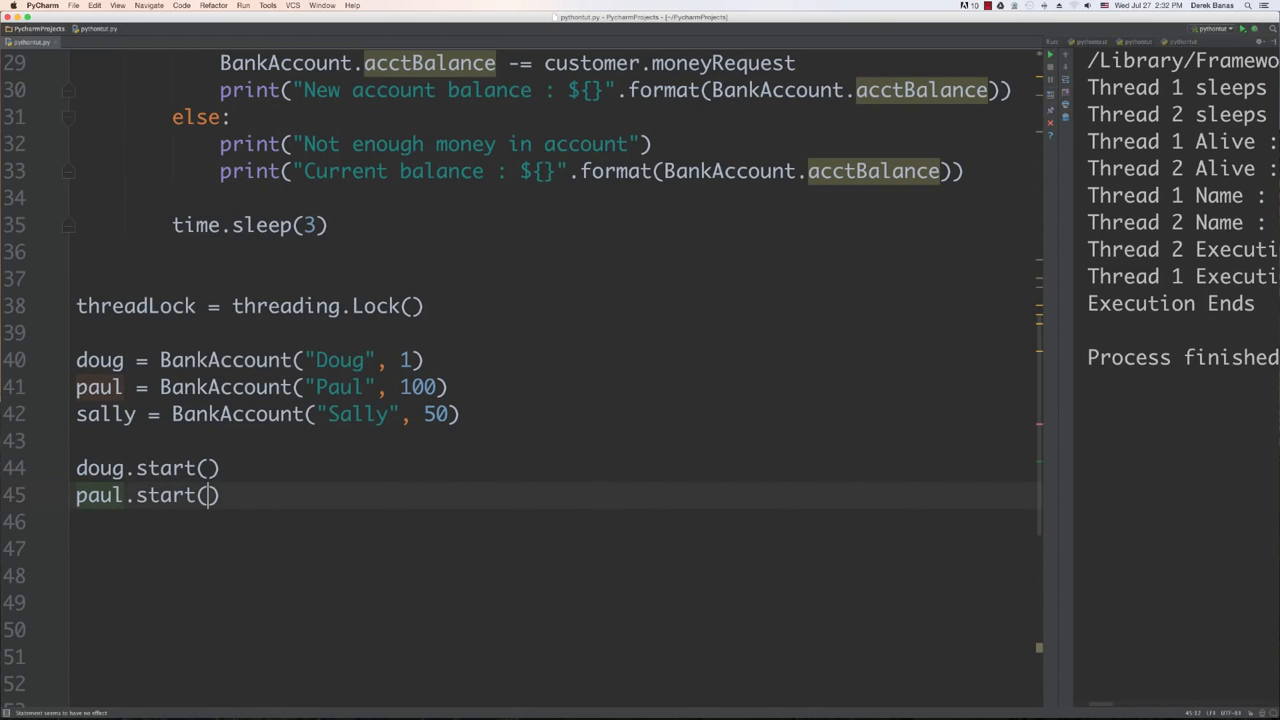 PyCharm File Edit View Navigate Code Refactor Run Tools VCS Window Help 10 Wed Jul 27 2:32 PM Derek Banas
pythontut.py - PycharmProjects - [~/PycharmProjects]
PycharmProjects pythontut.py pythontut
pythontut.py Run: pythontest pythontut pythontut
29 BankAccount.acctBalance -= customer.moneyRequest
30 print("New account balance : ${}".format(BankAccount.acctBalance))
31 else:
32 print("Not enough money in account")
33 print("Current balance : ${}".format(BankAccount.acctBalance))
34
35 time.sleep(3)
36
37
38 threadLock = threading.Lock()
39
40 doug = BankAccount("Doug", 1)
41 paul = BankAccount("Paul", 100)
42 sally = BankAccount("Sally", 50)
43
44 doug.start()
45 paul.start()
46
47
48
49
50
51
52
/Library/Framewo
Thread 1 sleeps
Thread 2 sleeps
Thread 1 Alive :
Thread 2 Alive :
Thread 1 Name :
Thread 2 Name :
Thread 2 Executi
Thread 1 Executi
Execution Ends
Process finished
Statement seems to have no effect 45:12 LF‡ UTF-8‡